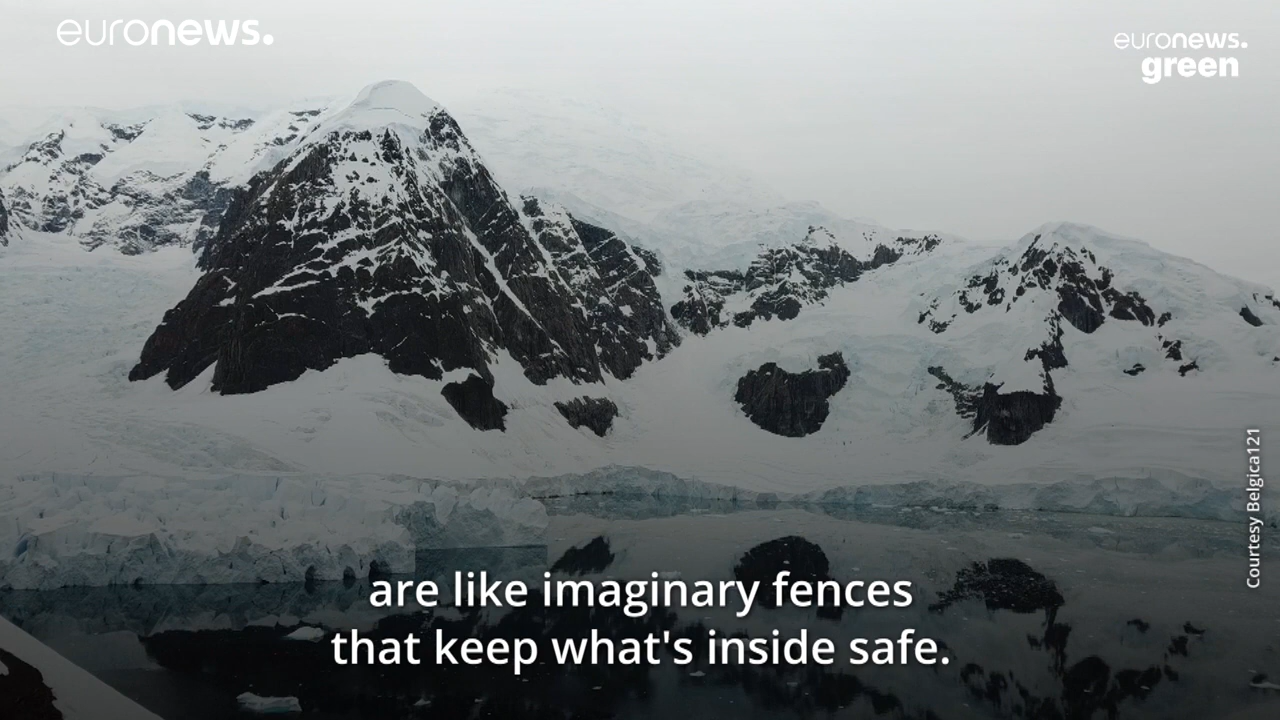 euronews.
euronews.
green
Courtesy Belgica121
are like imaginary fences
that keep what's inside safe.